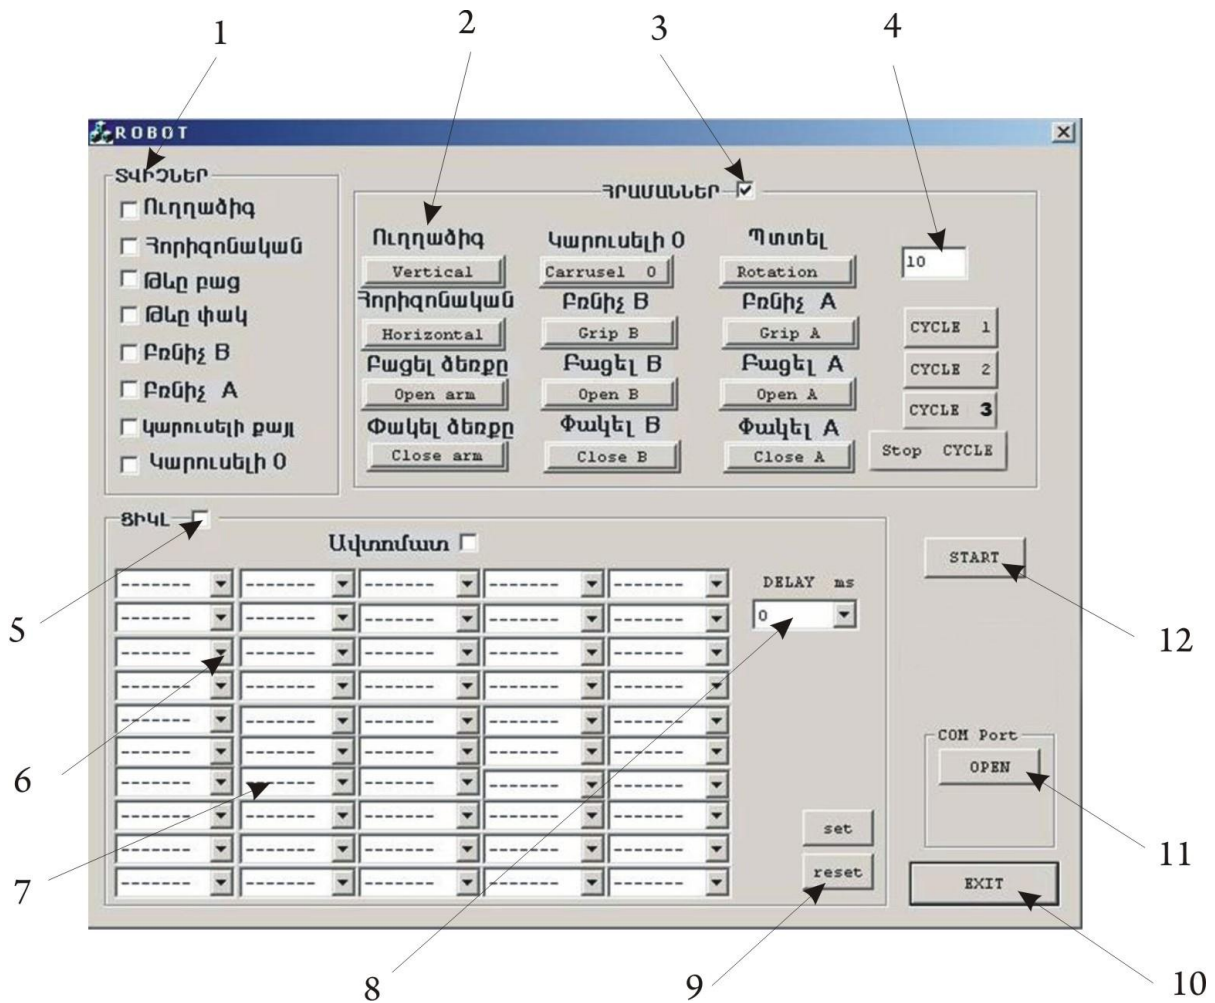 1
2
3
4
ROBOT
ՏՎԻՉՆԵՐ
Ուղղաձիգ
Հորիզոնական
Թևը բաց
Թևը փակ
Բռնիչ B
Բռնիչ A
կարուսելի քայլ
Կարուսելի 0
ՀՐԱՄԱՆՆԵՐ
Ուղղաձիգ
Կարուսելի 0
Պտտել
Vertical
Carrusel 0
Rotation
10
Հորիզոնական
Բռնիչ B
Բռնիչ A
Horizontal
Grip B
Grip A
CYCLE 1
Բացել ձեռքը
Բացել B
Բացել A
CYCLE 2
Open arm
Open B
Open A
CYCLE 3
Փակել ձեռքը
Փակել B
Փակել A
Close arm
Close B
Close A
Stop CYCLE
ՑԻԿԼ
Ավտոմատ
------- ------- ------- ------- -------
------- ------- ------- ------- -------
------- ------- ------- ------- -------
------- ------- ------- ------- -------
------- ------- ------- ------- -------
------- ------- ------- ------- -------
------- ------- ------- ------- -------
------- ------- ------- ------- -------
------- ------- ------- ------- -------
------- ------- ------- ------- -------
DELAY ms
0
set
reset
START
COM Port
OPEN
EXIT
5
6
7
8
9
10
11
12